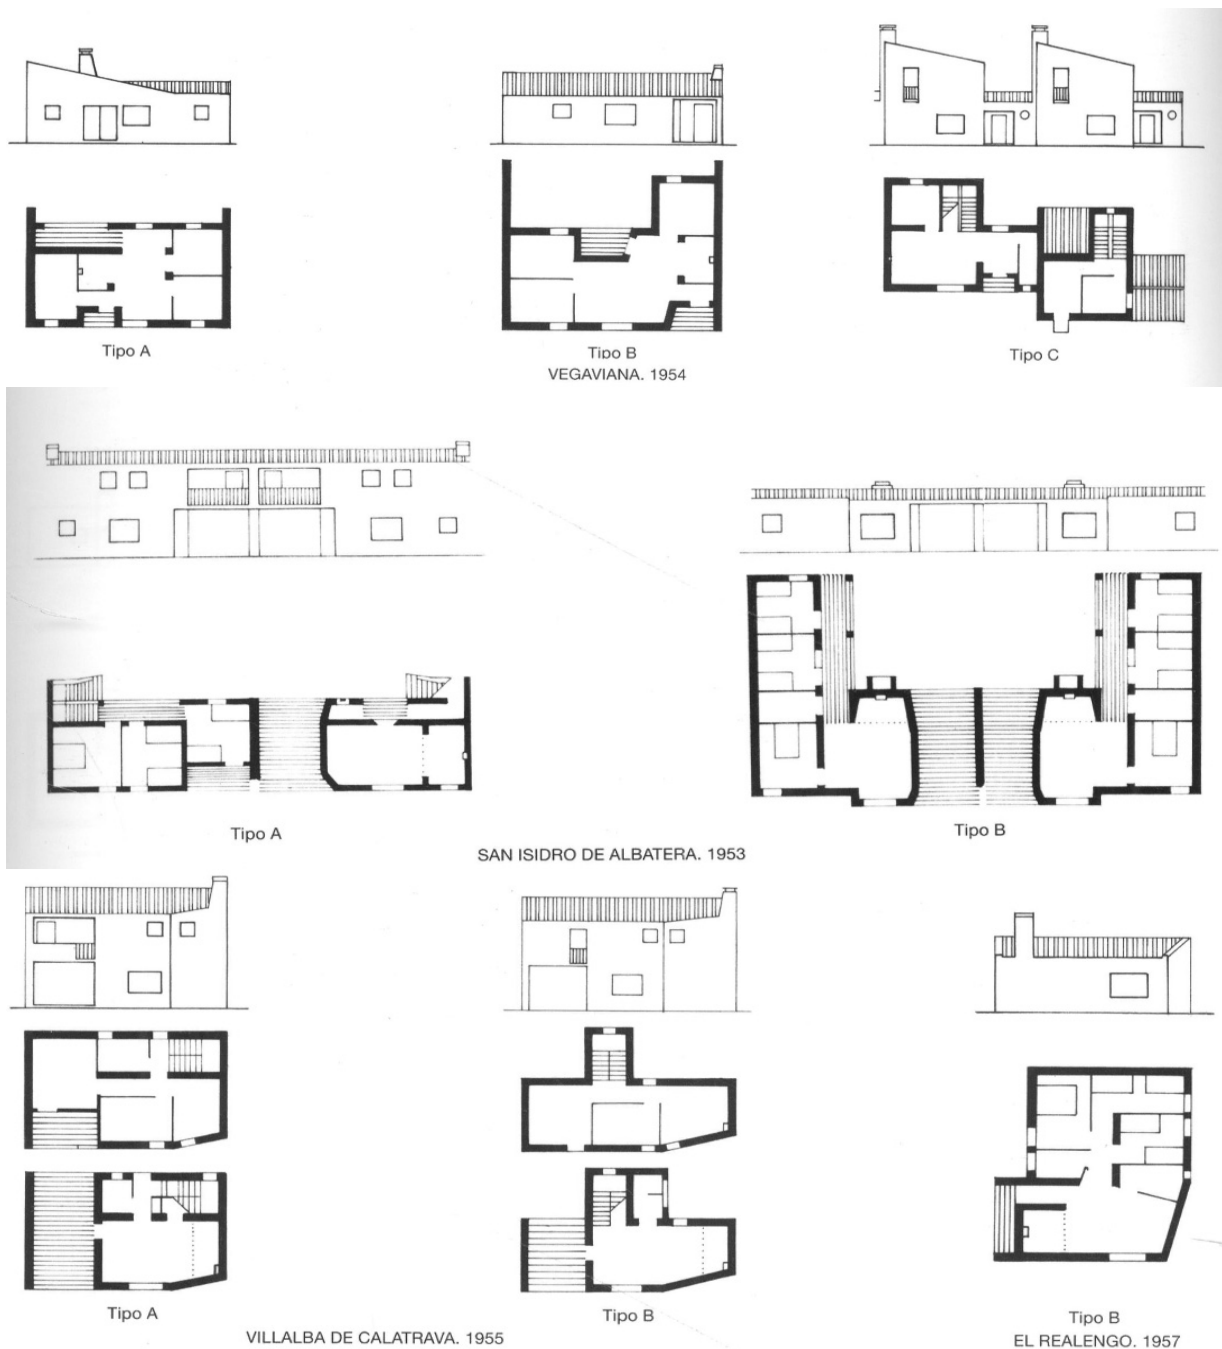 Tipo A
Tipo B
Tipo C
VEGAVIANA. 1954
Tipo A
Tipo B
SAN ISIDRO DE ALBATERA. 1953
Tipo A
Tipo B
VILLALBA DE CALATRAVA. 1955
Tipo B
EL REALENGO. 1957